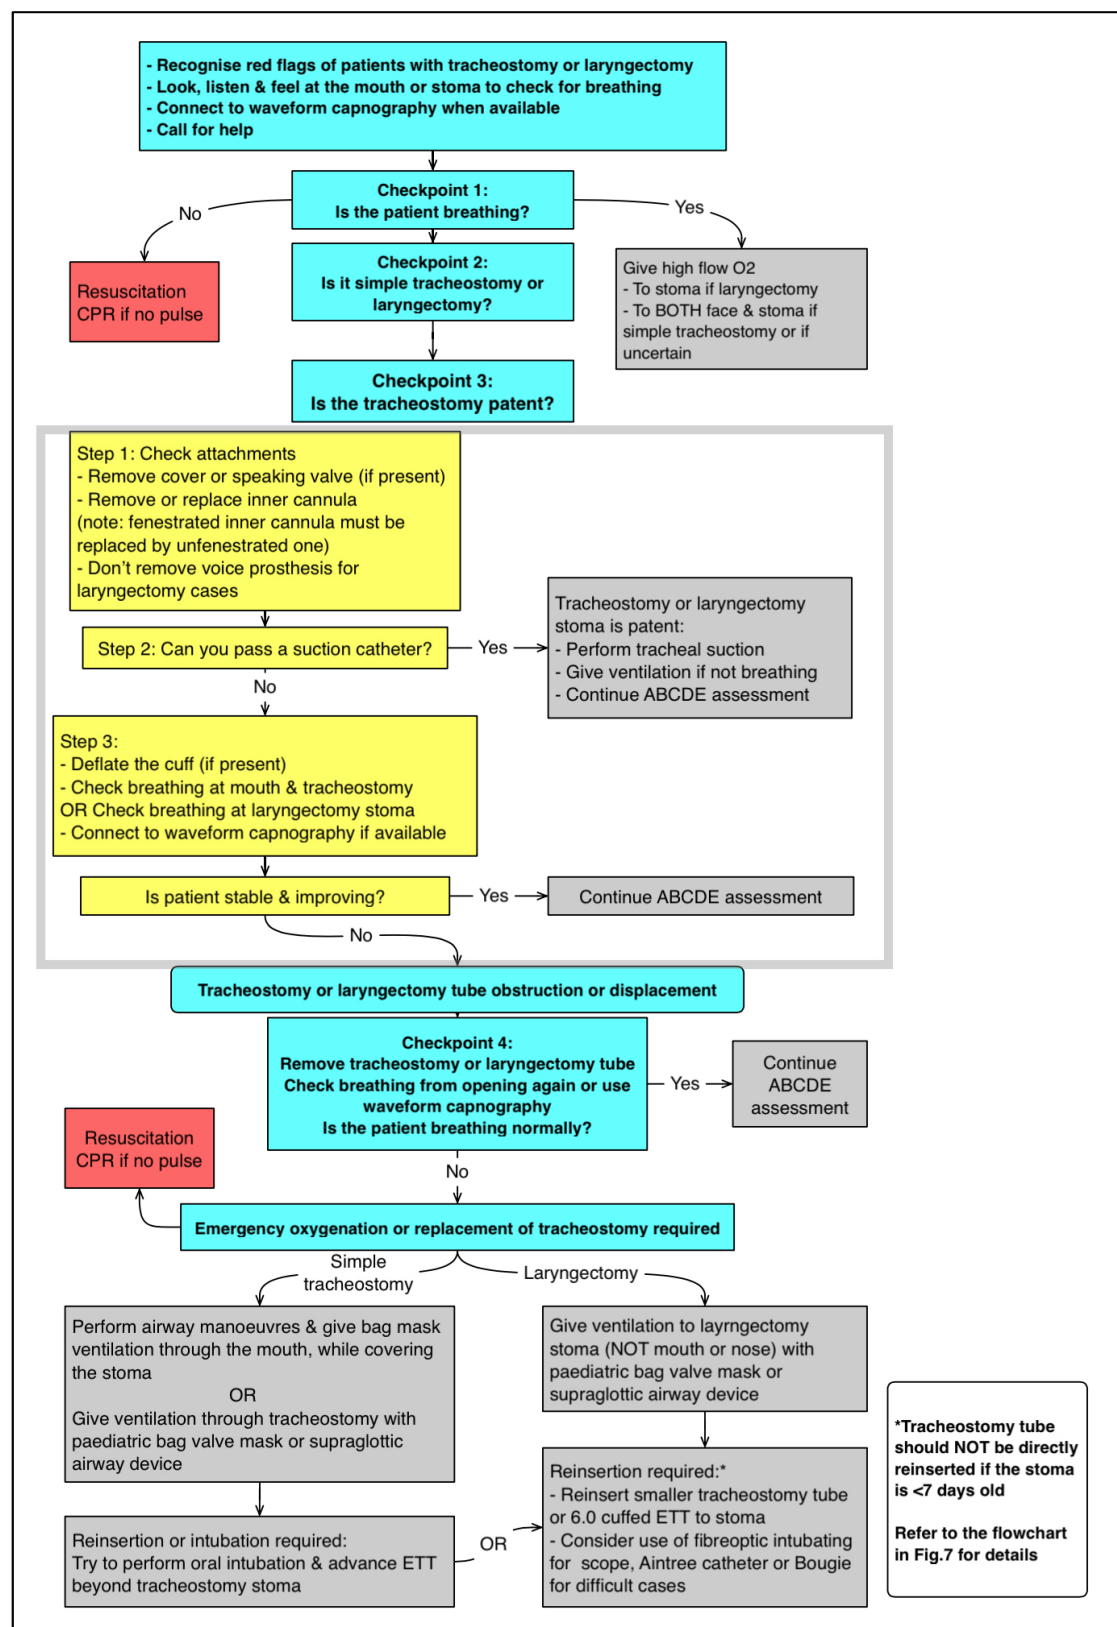 - Recognise red flags of patients with tracheostomy or laryngectomy
- Look, listen & feel at the mouth or stoma to check for breathing
- Connect to waveform capnography when available
- Call for help
Checkpoint 1:
Is the patient breathing?
No
Yes
Resuscitation
CPR if no pulse
Checkpoint 2:
Is it simple tracheostomy or
laryngectomy?
Give high flow O2
- To stoma if laryngectomy
- To BOTH face & stoma if
simple tracheostomy or if
uncertain
Checkpoint 3:
Is the tracheostomy patent?
Step 1: Check attachments
- Remove cover or speaking valve (if present)
- Remove or replace inner cannula
(note: fenestrated inner cannula must be
replaced by unfenestrated one)
- Don't remove voice prosthesis for
laryngectomy cases
Step 2: Can you pass a suction catheter?
Yes
Tracheostomy or laryngectomy
stoma is patent:
- Perform tracheal suction
- Give ventilation if not breathing
- Continue ABCDE assessment
No
Step 3:
- Deflate the cuff (if present)
- Check breathing at mouth & tracheostomy
OR Check breathing at laryngectomy stoma
- Connect to waveform capnography if available
Is patient stable & improving?
Yes
Continue ABCDE assessment
No
Tracheostomy or laryngectomy tube obstruction or displacement
Checkpoint 4:
Remove tracheostomy or laryngectomy tube
Check breathing from opening again or use
waveform capnography
Is the patient breathing normally?
Yes
Continue
ABCDE
assessment
No
Resuscitation
CPR if no pulse
Emergency oxygenation or replacement of tracheostomy required
Simple
tracheostomy
Laryngectomy
Perform airway manoeuvres & give bag mask
ventilation through the mouth, while covering
the stoma
OR
Give ventilation through tracheostomy with
paediatric bag valve mask or supraglottic
airway device
Give ventilation to layrngectomy
stoma (NOT mouth or nose) with
paediatric bag valve mask or
supraglottic airway device
Reinsertion or intubation required:
Try to perform oral intubation & advance ETT
beyond tracheostomy stoma
OR
Reinsertion required:*
- Reinsert smaller tracheostomy tube
or 6.0 cuffed ETT to stoma
- Consider use of fibreoptic intubating
for scope, Aintree catheter or Bougie
for difficult cases
*Tracheostomy tube
should NOT be directly
reinserted if the stoma
is <7 days old
Refer to the flowchart
in Fig.7 for details